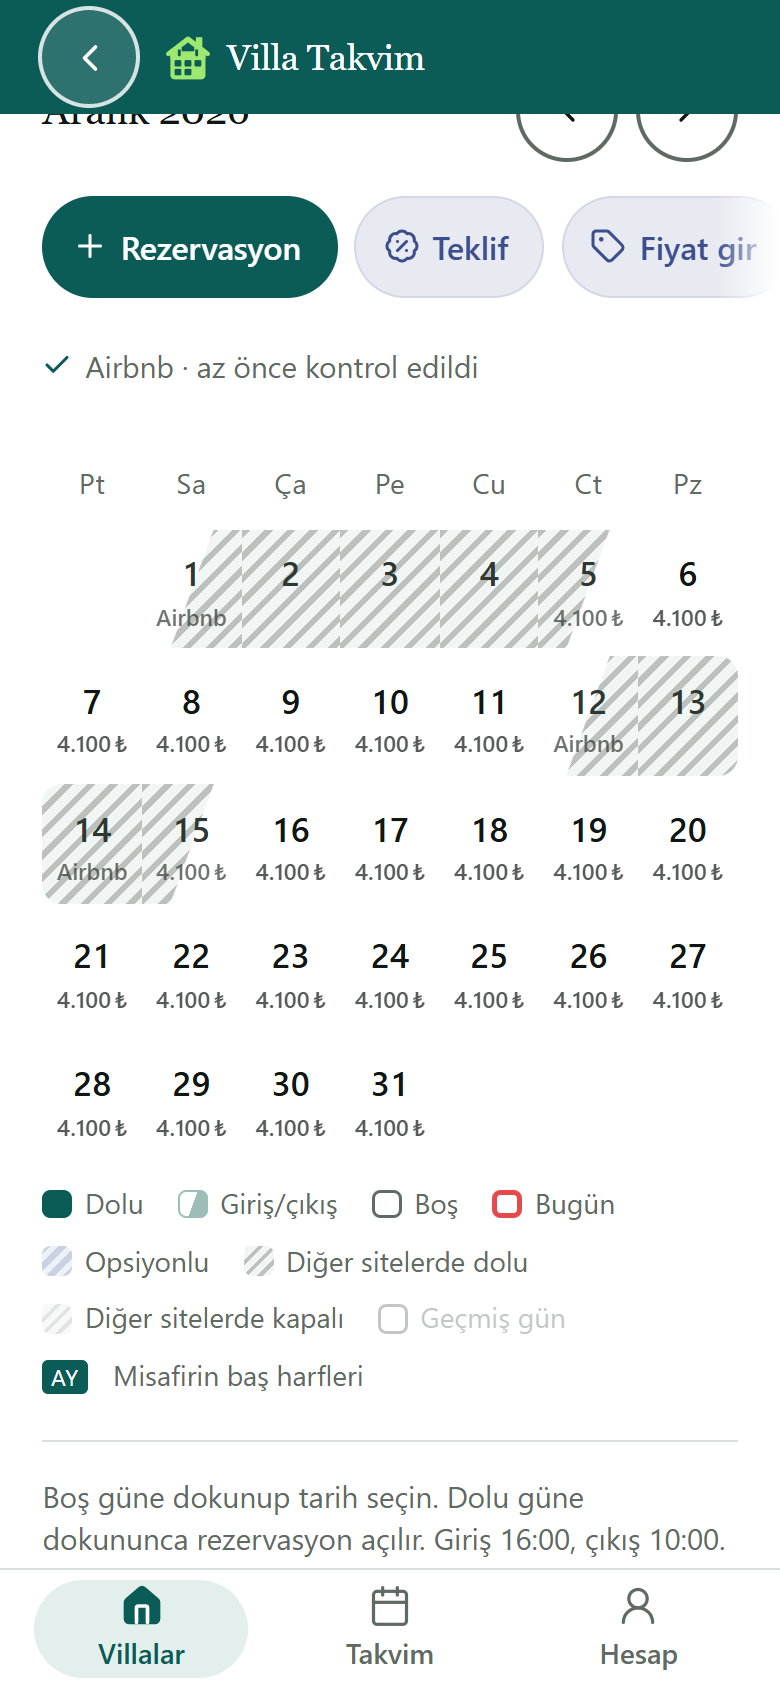 Villa Takvim
Aralık 2026
Rezervasyon
Teklif
Fiyat gir
Airbnb · az önce kontrol edildi
Pt Sa Ça Pe Cu Ct Pz
1 2 3 4 5 6
Airbnb 4.100 ₺ 4.100 ₺
7 8 9 10 11 12 13
4.100 ₺ 4.100 ₺ 4.100 ₺ 4.100 ₺ 4.100 ₺ Airbnb
14 15 16 17 18 19 20
Airbnb 4.100 ₺ 4.100 ₺ 4.100 ₺ 4.100 ₺ 4.100 ₺ 4.100 ₺
21 22 23 24 25 26 27
4.100 ₺ 4.100 ₺ 4.100 ₺ 4.100 ₺ 4.100 ₺ 4.100 ₺ 4.100 ₺
28 29 30 31
4.100 ₺ 4.100 ₺ 4.100 ₺ 4.100 ₺
Dolu Giriş/çıkış Boş Bugün
Opsiyonlu Diğer sitelerde dolu
Diğer sitelerde kapalı Geçmiş gün
AY Misafirin baş harfleri
Boş güne dokunup tarih seçin. Dolu güne
dokununca rezervasyon açılır. Giriş 16:00, çıkış 10:00.
Villalar Takvim Hesap